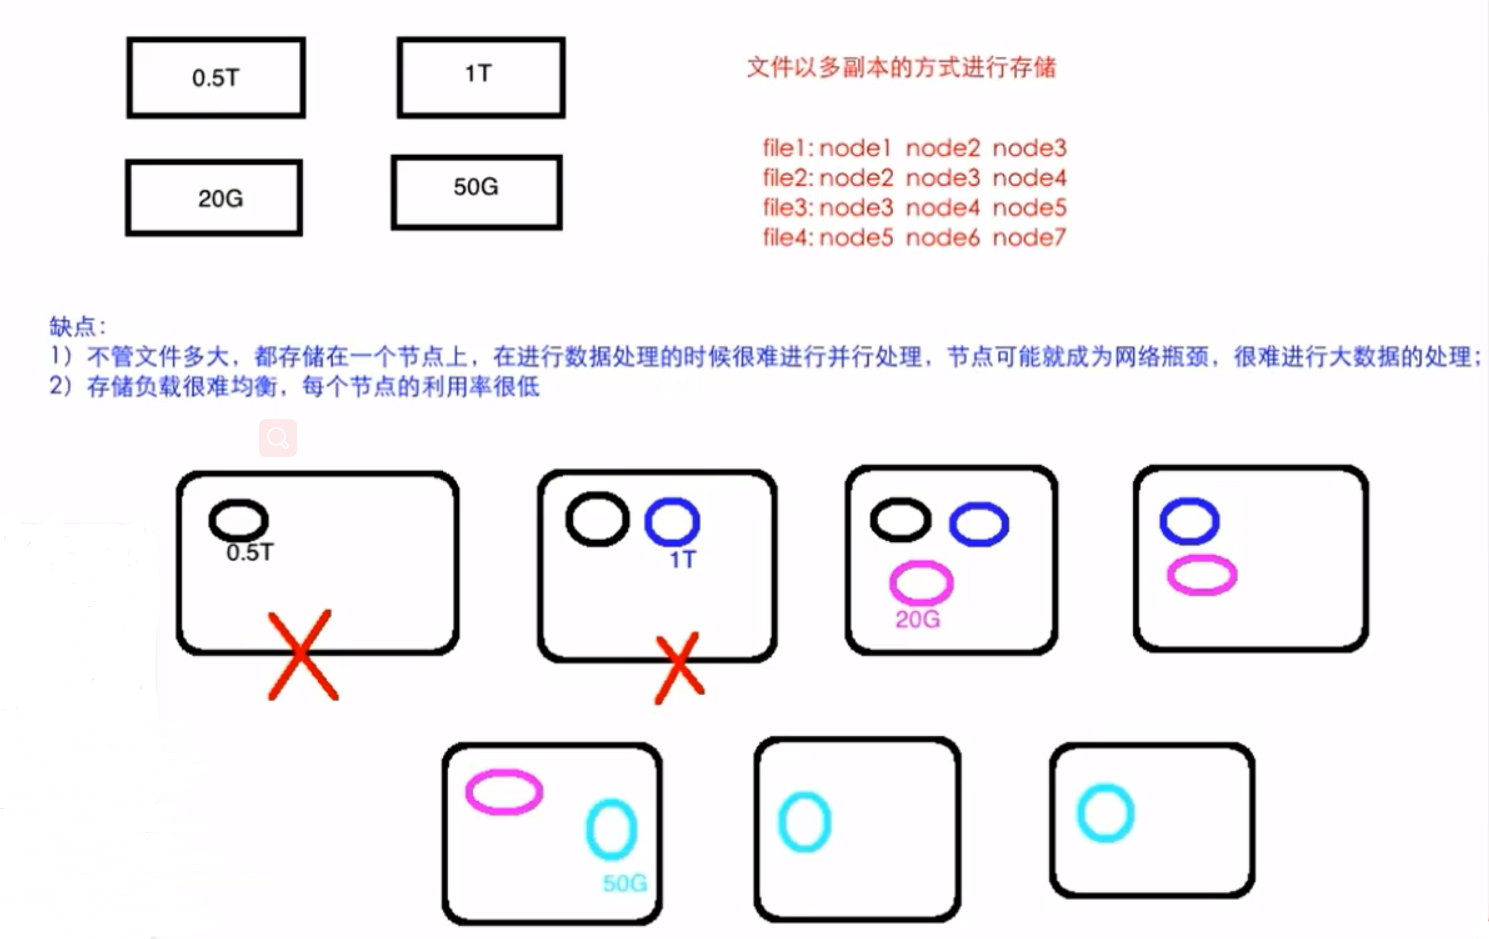 0.5T
1T
20G
50G
文件以多副本的方式进行存储
file1: node1 node2 node3
file2: node2 node3 node4
file3: node3 node4 node5
file4: node5 node6 node7
缺点：
1）不管文件多大，都存储在一个节点上，在进行数据处理的时候很难进行并行处理，节点可能就成为网络瓶颈，很难进行大数据的处理；
2）存储负载很难均衡，每个节点的利用率很低
0.5T
1T
20G
50G